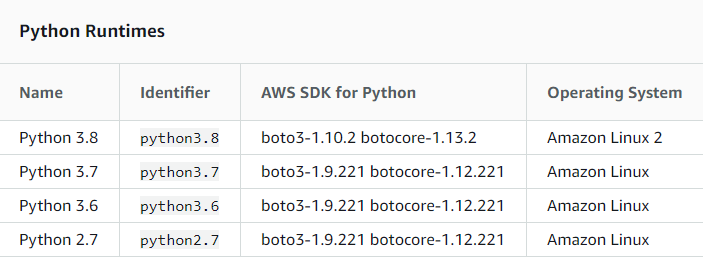 Python Runtimes
Name Identifier AWS SDK for Python Operating System
Python 3.8 python3.8 boto3-1.10.2 botocore-1.13.2 Amazon Linux 2
Python 3.7 python3.7 boto3-1.9.221 botocore-1.12.221 Amazon Linux
Python 3.6 python3.6 boto3-1.9.221 botocore-1.12.221 Amazon Linux
Python 2.7 python2.7 boto3-1.9.221 botocore-1.12.221 Amazon Linux